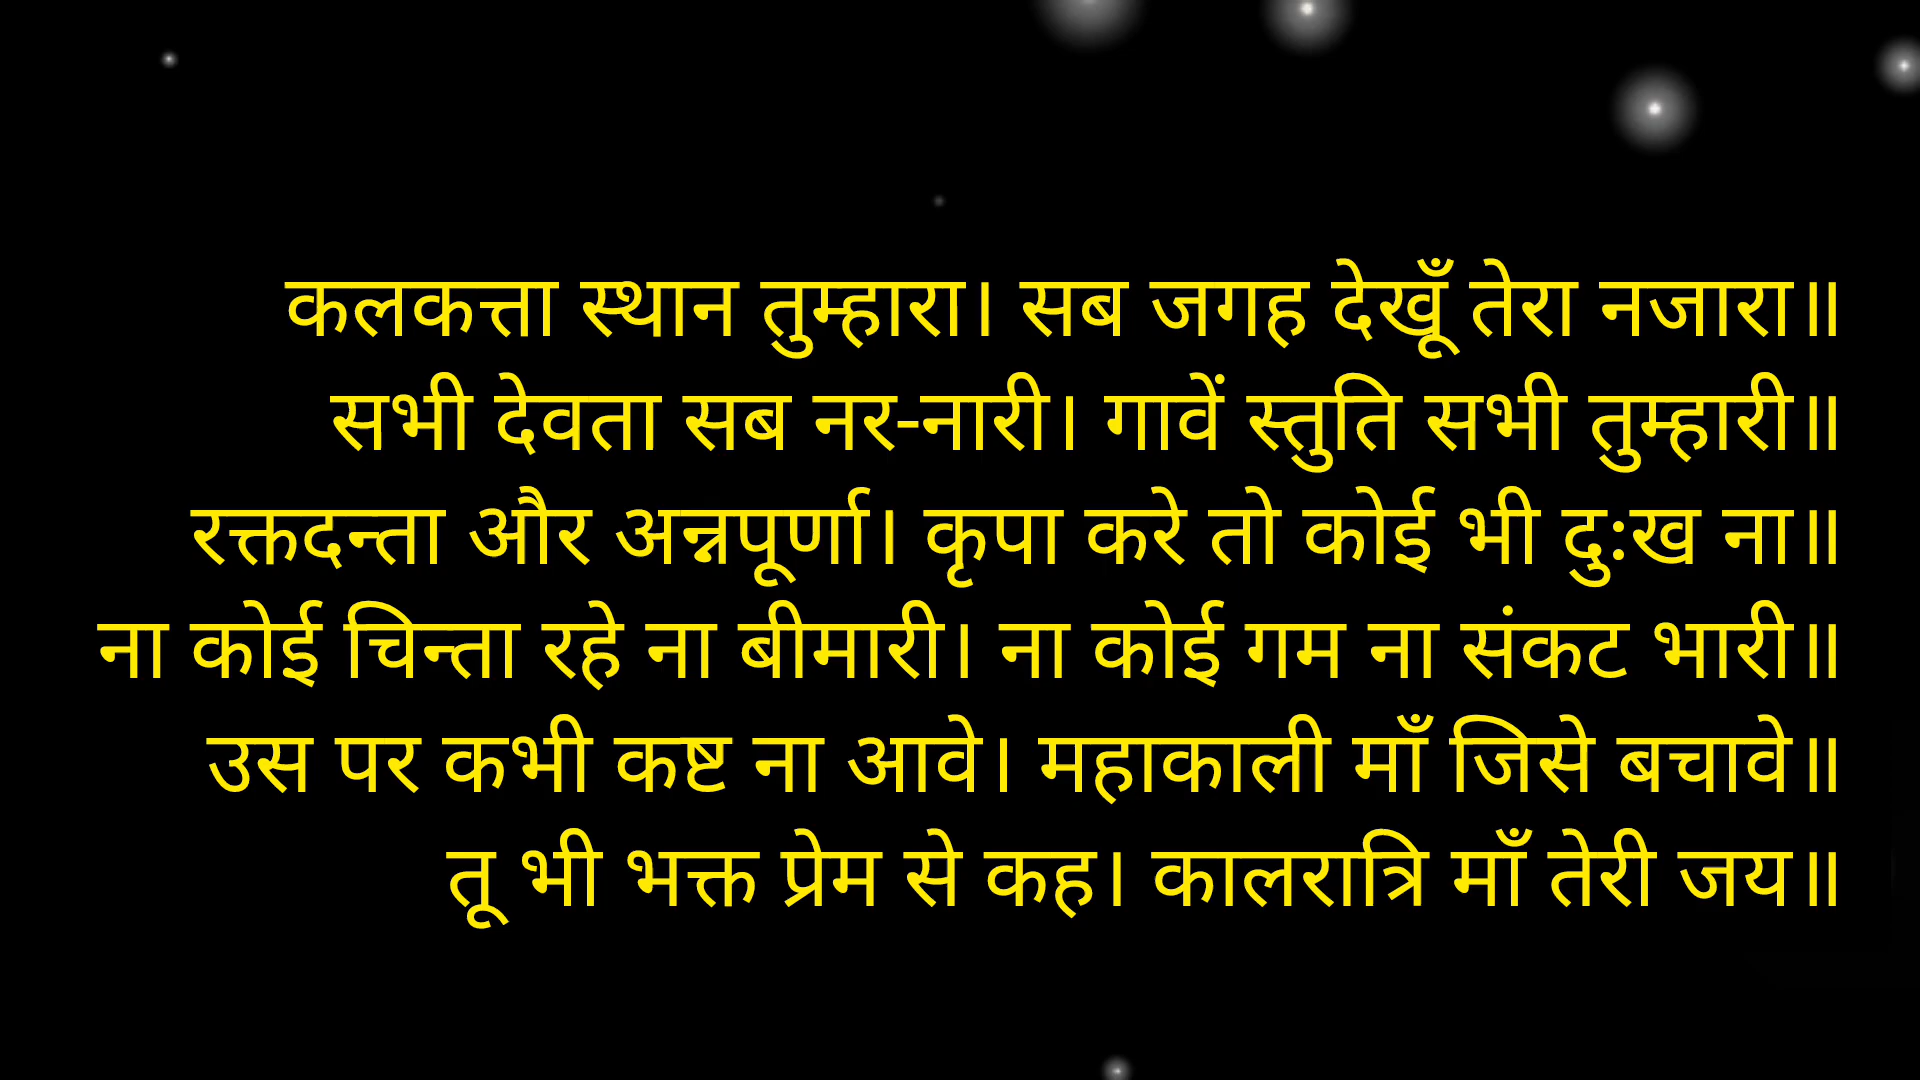 कलकत्ता स्थान तुम्हारा। सब जगह देखूँ तेरा नजारा॥
सभी देवता सब नर-नारी। गावें स्तुति सभी तुम्हारी॥
रक्तदन्ता और अन्नपूर्णा। कृपा करे तो कोई भी दुःख ना॥
ना कोई चिन्ता रहे ना बीमारी। ना कोई गम ना संकट भारी॥
उस पर कभी कष्ट ना आवे। महाकाली माँ जिसे बचावे॥
तू भी भक्त प्रेम से कह। कालरात्रि माँ तेरी जय॥